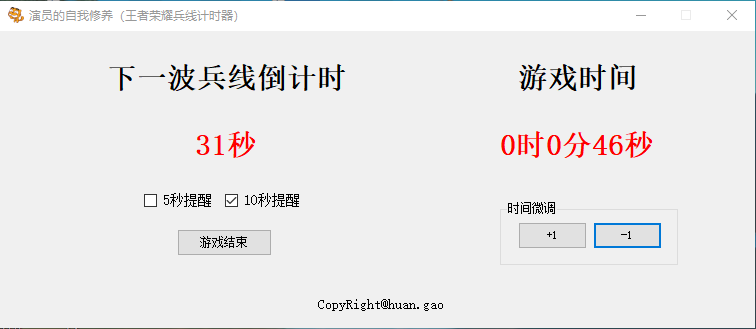 演员的自我修养（王者荣耀兵线计时器）
下一波兵线倒计时 游戏时间
31秒 0时0分46秒
5秒提醒 10秒提醒
时间微调
游戏结束 +1 -1
CopyRight@huan.gao